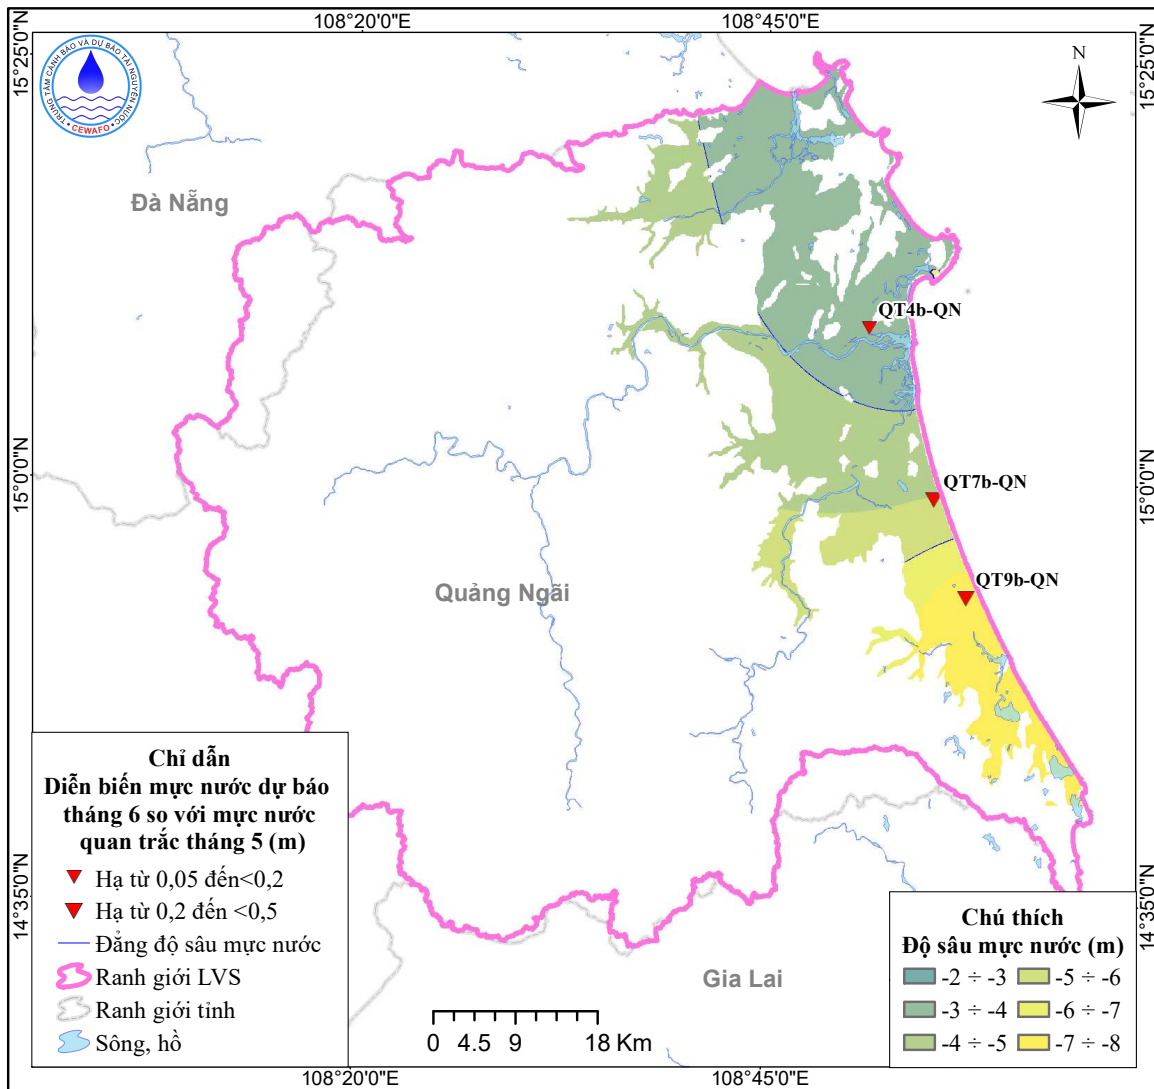 108°20'0"E
108°45'0"E
15°25'0"N
15°25'0"N
TRUNG TÂM CẢNH BÁO VÀ DỰ BÁO TÀI NGUYÊN NƯỚC
• CEWAFO •
N
Đà Nẵng
QT4b-QN
15°0'0"N
15°0'0"N
QT7b-QN
QT9b-QN
Quảng Ngãi
Gia Lai
14°35'0"N
14°35'0"N
Chỉ dẫn
Diễn biến mực nước dự báo
tháng 6 so với mực nước
quan trắc tháng 5 (m)
Hạ từ 0,05 đến<0,2
Hạ từ 0,2 đến <0,5
Đẳng độ sâu mực nước
Ranh giới LVS
Ranh giới tỉnh
Sông, hồ
0 4.5 9 18 Km
Chú thích
Độ sâu mực nước (m)
-2 ÷ -3 -5 ÷ -6
-3 ÷ -4 -6 ÷ -7
-4 ÷ -5 -7 ÷ -8
108°20'0"E
108°45'0"E